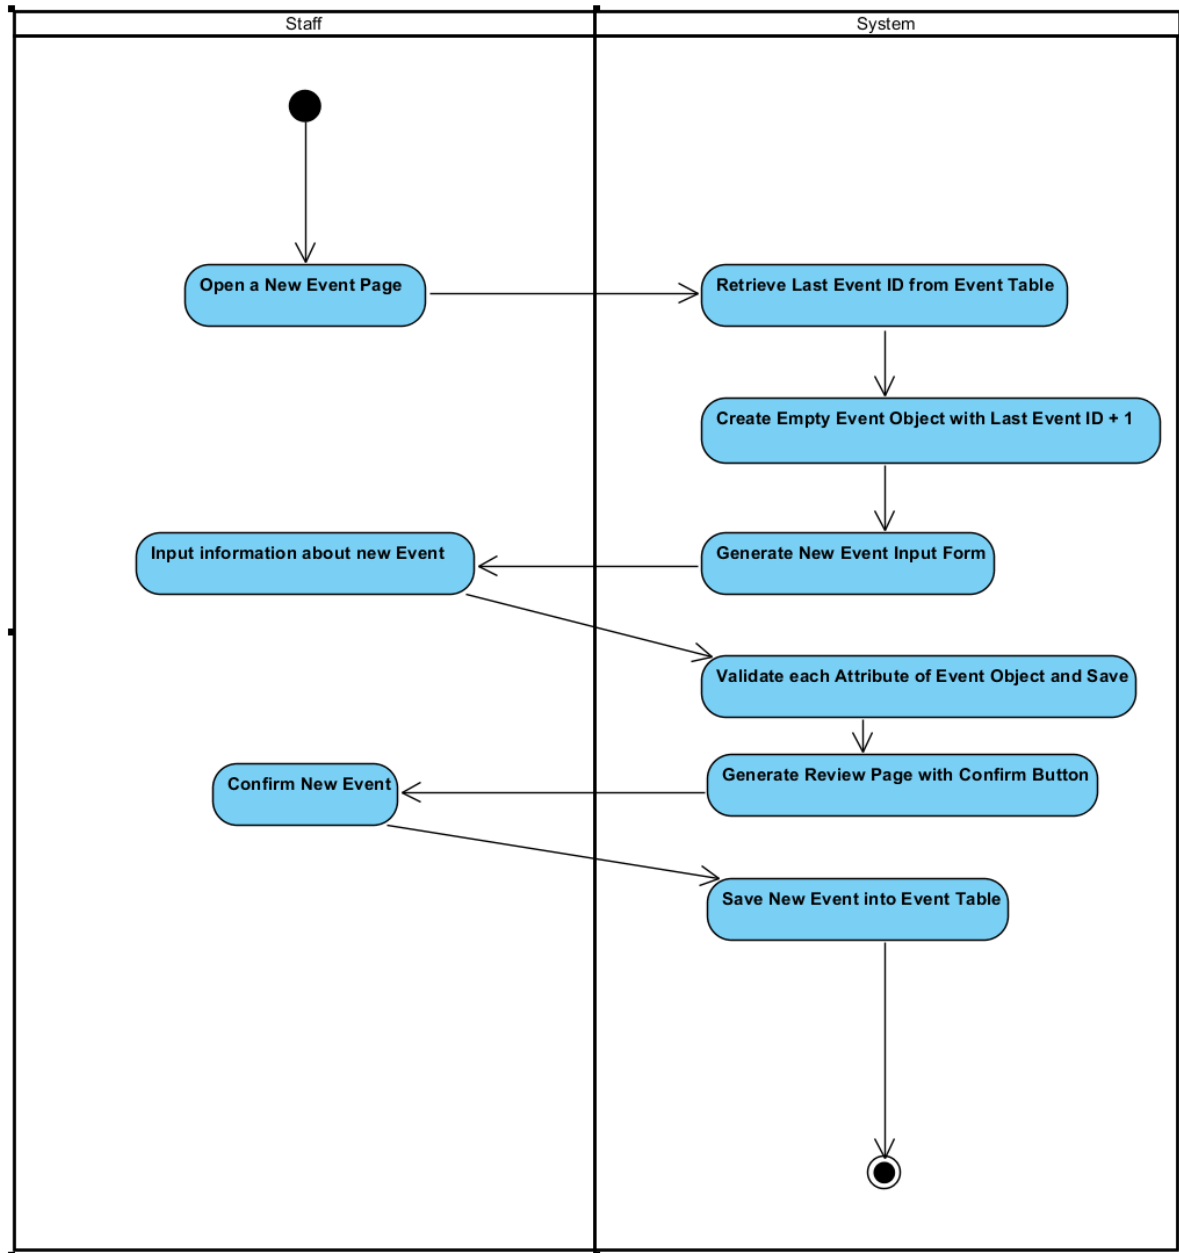 Staff
System
Open a New Event Page
Retrieve Last Event ID from Event Table
Create Empty Event Object with Last Event ID + 1
Input information about new Event
Generate New Event Input Form
Validate each Attribute of Event Object and Save
Confirm New Event
Generate Review Page with Confirm Button
Save New Event into Event Table